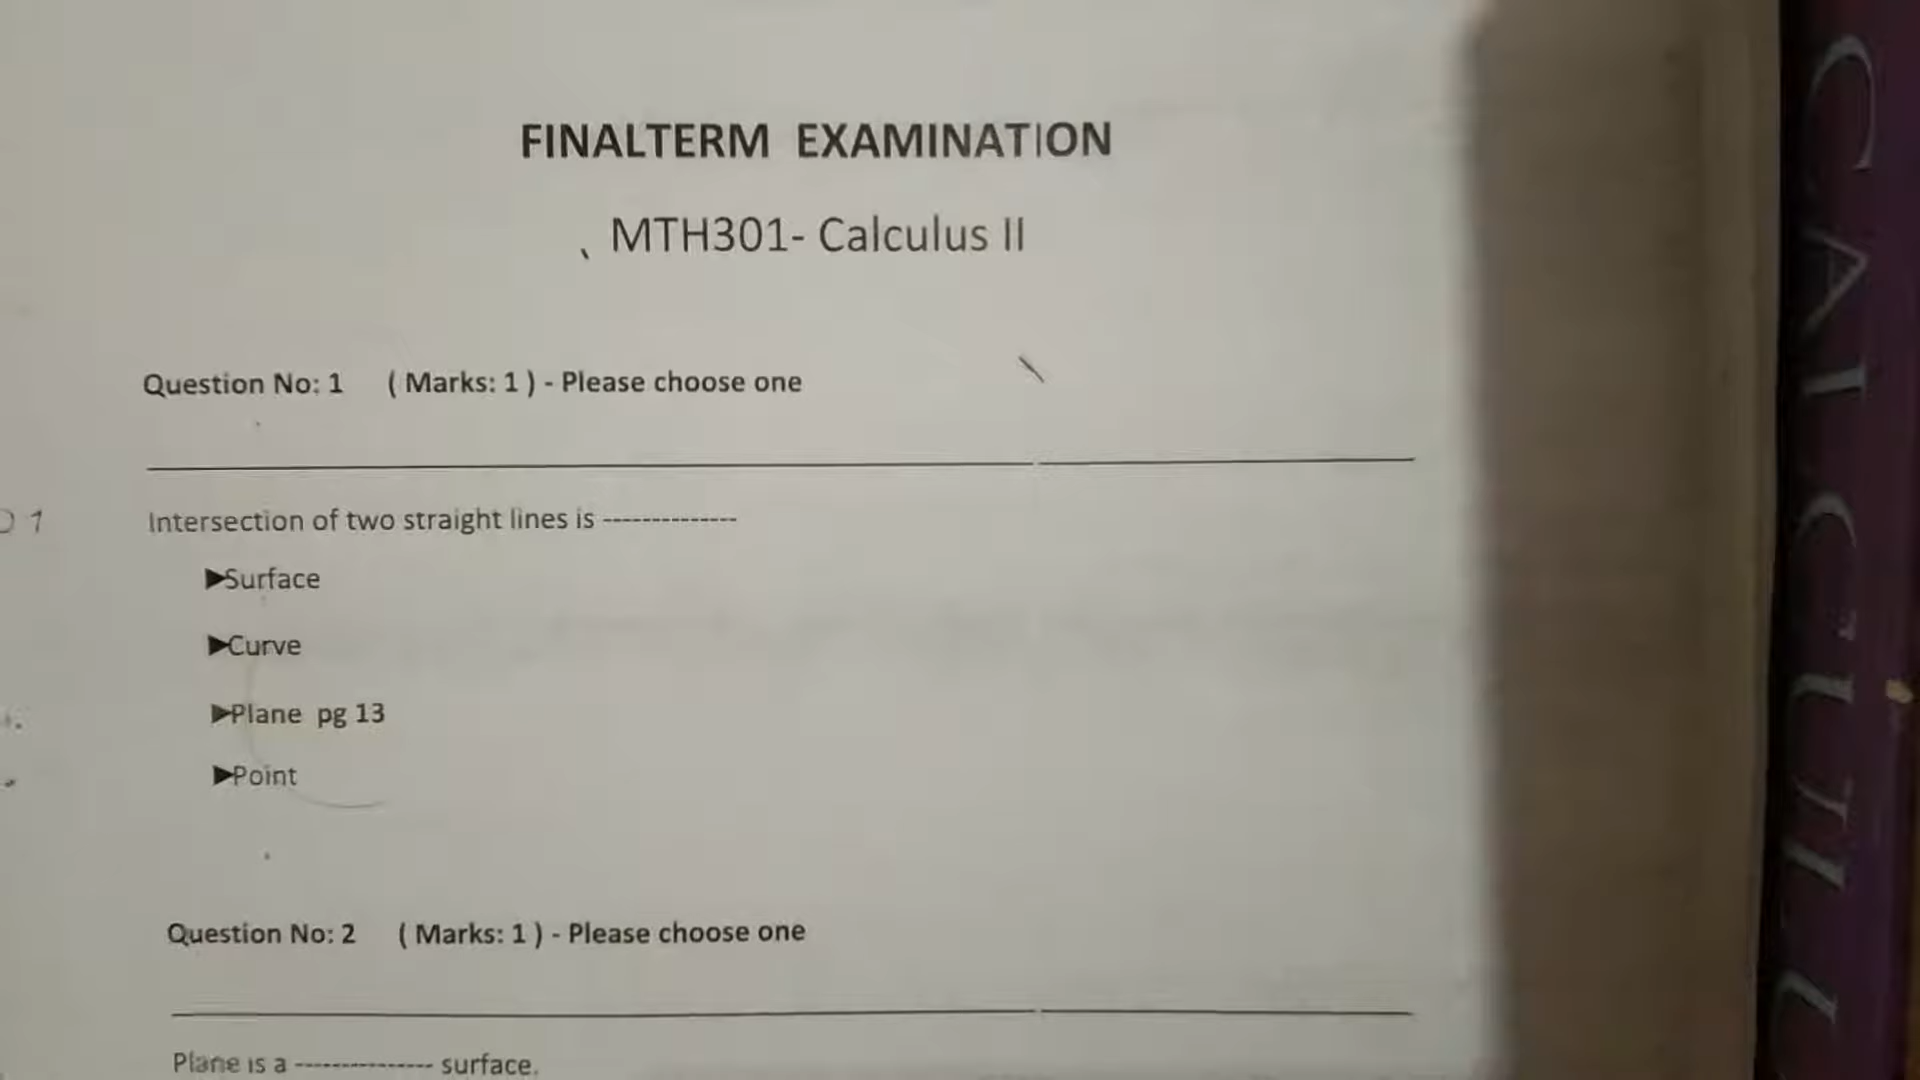 FINALTERM EXAMINATION
MTH301- Calculus II
Question No: 1 ( Marks: 1 ) - Please choose one
Intersection of two straight lines is --------------
►Surface
►Curve
►Plane pg 13
►Point
Question No: 2 ( Marks: 1 ) - Please choose one
Plane is a --------------- surface.
CALCUL